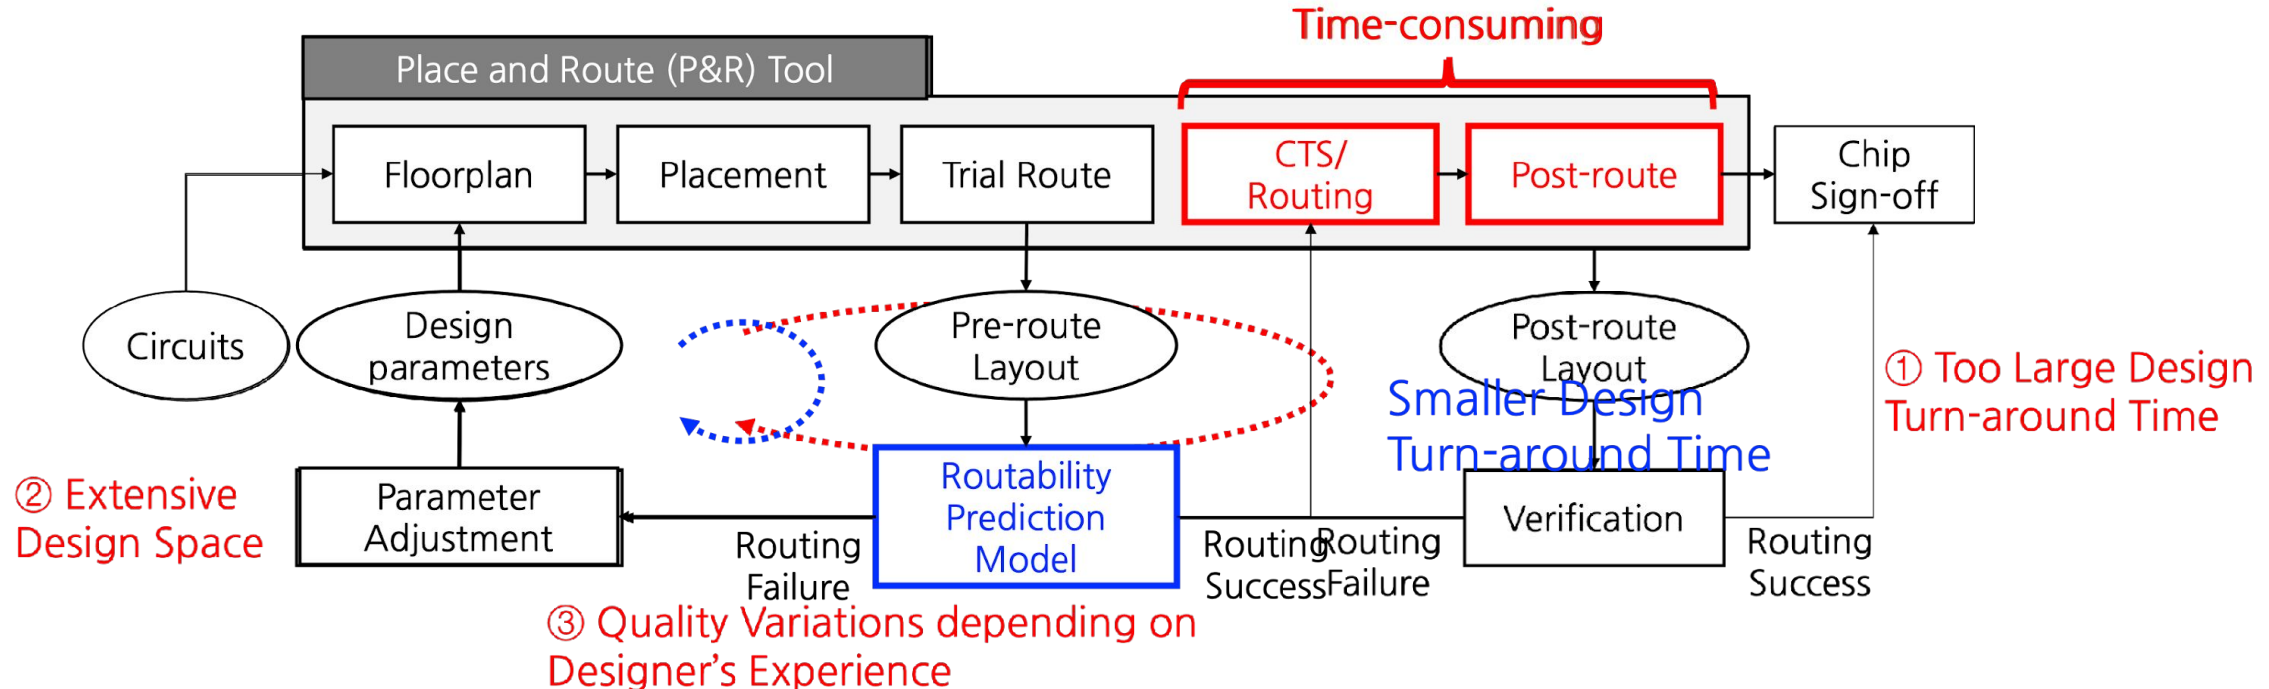 Time-consuming
Place and Route (P&R) Tool
Floorplan
Placement
Trial Route
CTS/
Routing
Post-route
Chip
Sign-off
Circuits
Design
parameters
Pre-route
Layout
Post-route
Layout
Smaller Design
Turn-around Time
① Too Large Design
Turn-around Time
② Extensive
Design Space
Parameter
Adjustment
Routing
Failure
Routability
Prediction
Model
Routing
Success
Routing
Failure
Verification
Routing
Success
③ Quality Variations depending on
Designer’s Experience